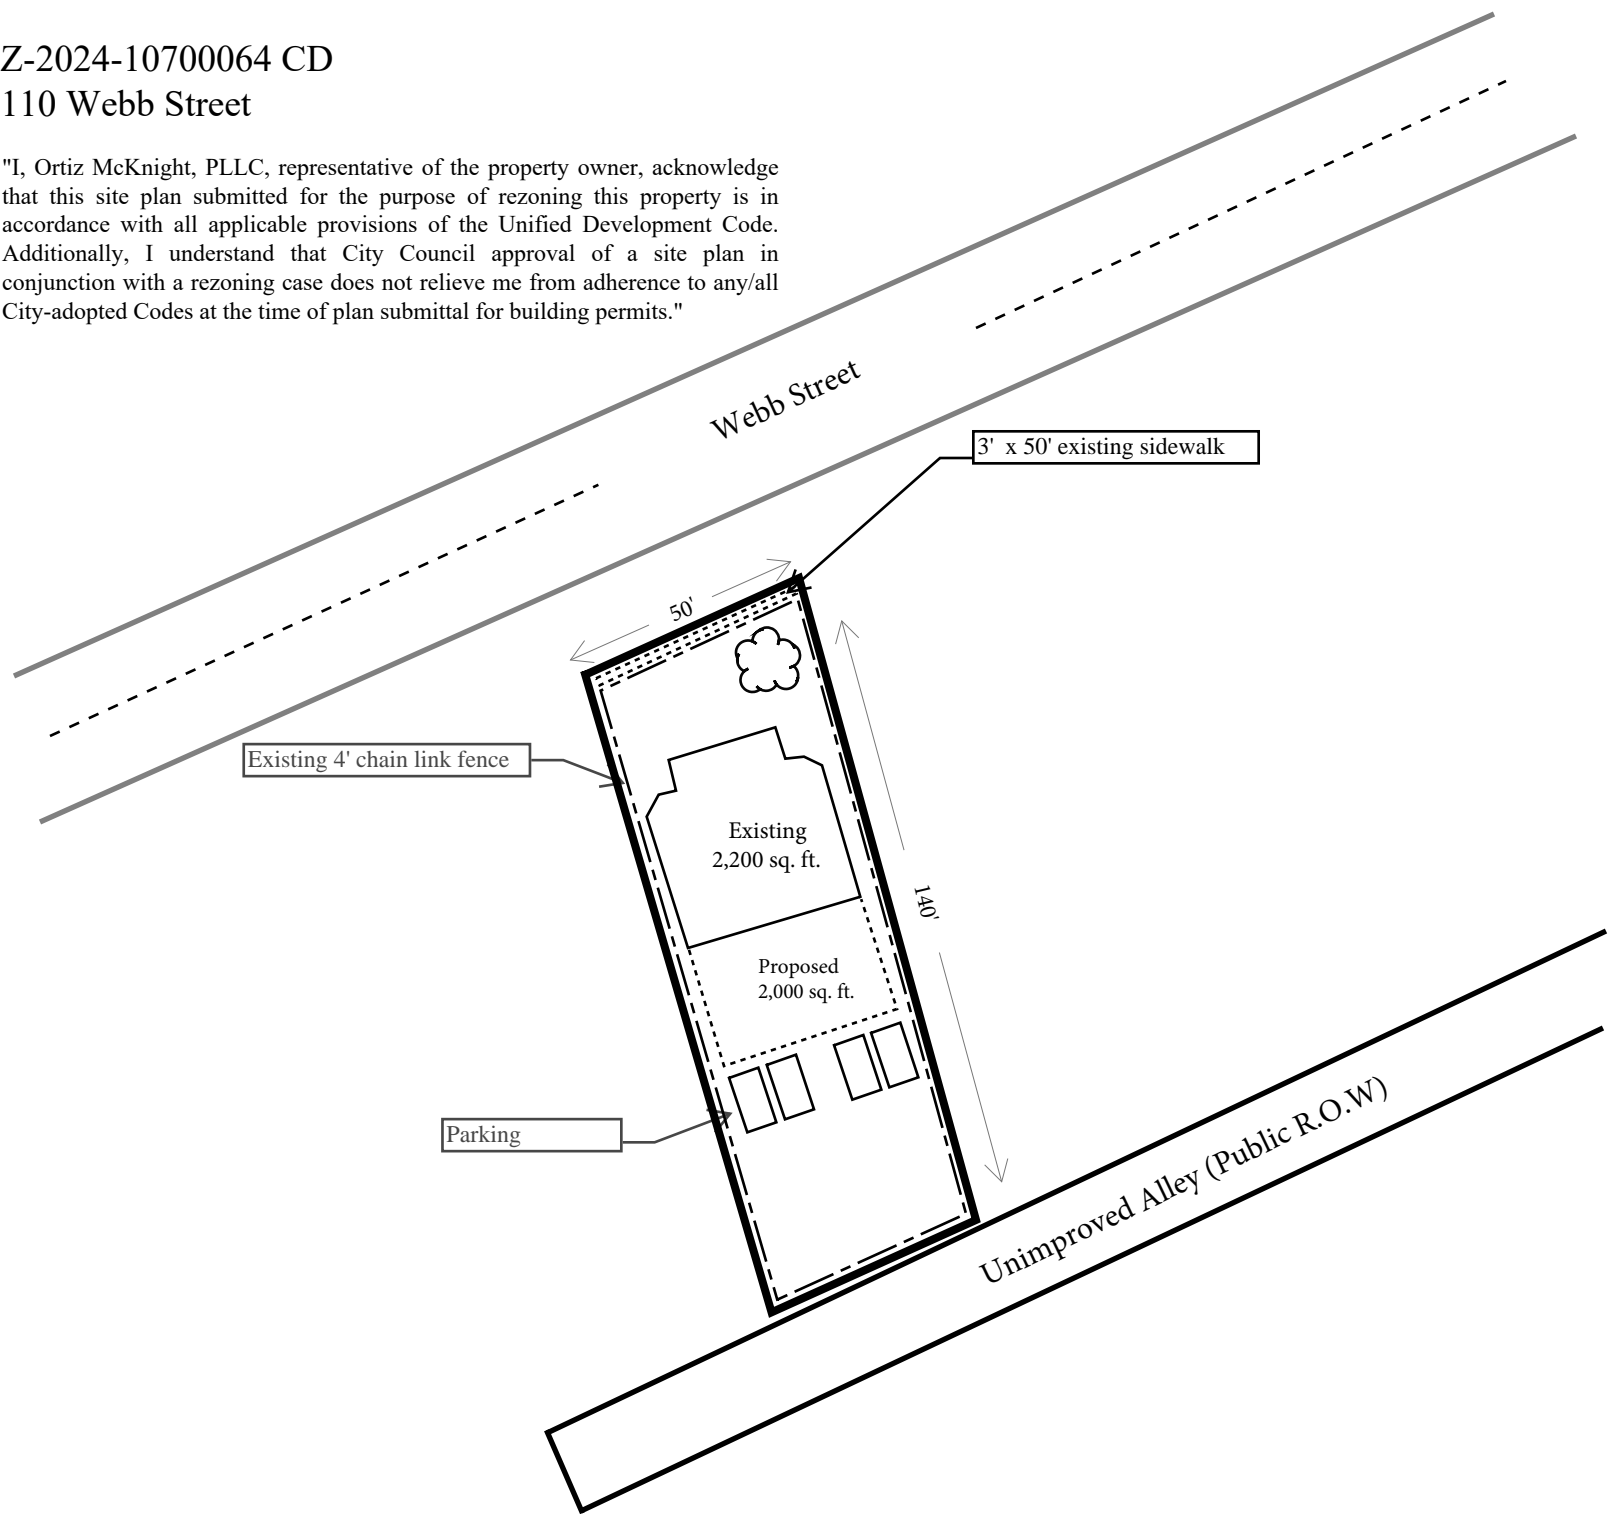 Z-2024-10700064 CD
110 Webb Street
"I, Ortiz McKnight, PLLC, representative of the property owner, acknowledge
that this site plan submitted for the purpose of rezoning this property is in
accordance with all applicable provisions of the Unified Development Code.
Additionally, I understand that City Council approval of a site plan in
conjunction with a rezoning case does not relieve me from adherence to any/all
City-adopted Codes at the time of plan submittal for building permits."
Webb Street
3' x 50' existing sidewalk
50'
Existing 4' chain link fence
Existing
2,200 sq. ft.
140'
Proposed
2,000 sq. ft.
Parking
Unimproved Alley (Public R.O.W)